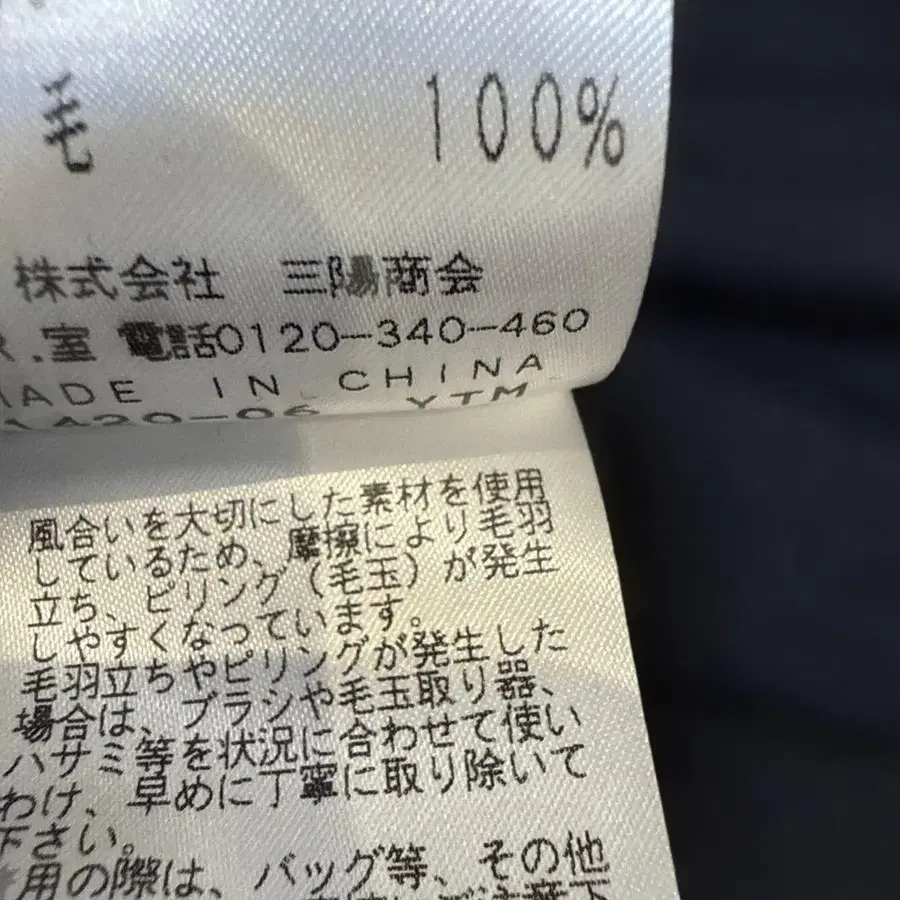 毛 100%
株式会社 三陽商会
室 電話0120-340-460
MADE IN CHINA
YTM
風合いを大切にした素材を使用
しているため、摩擦により毛羽
立ち、ピリング(毛玉)が発生
しやすくなっています。
毛羽立ちやピリングが発生した
場合は、ブラシや毛玉取り器、
ハサミ等を状況に合わせて使い
わけ、早めに丁寧に取り除いて
下さい。
用の際は、バッグ等、その他